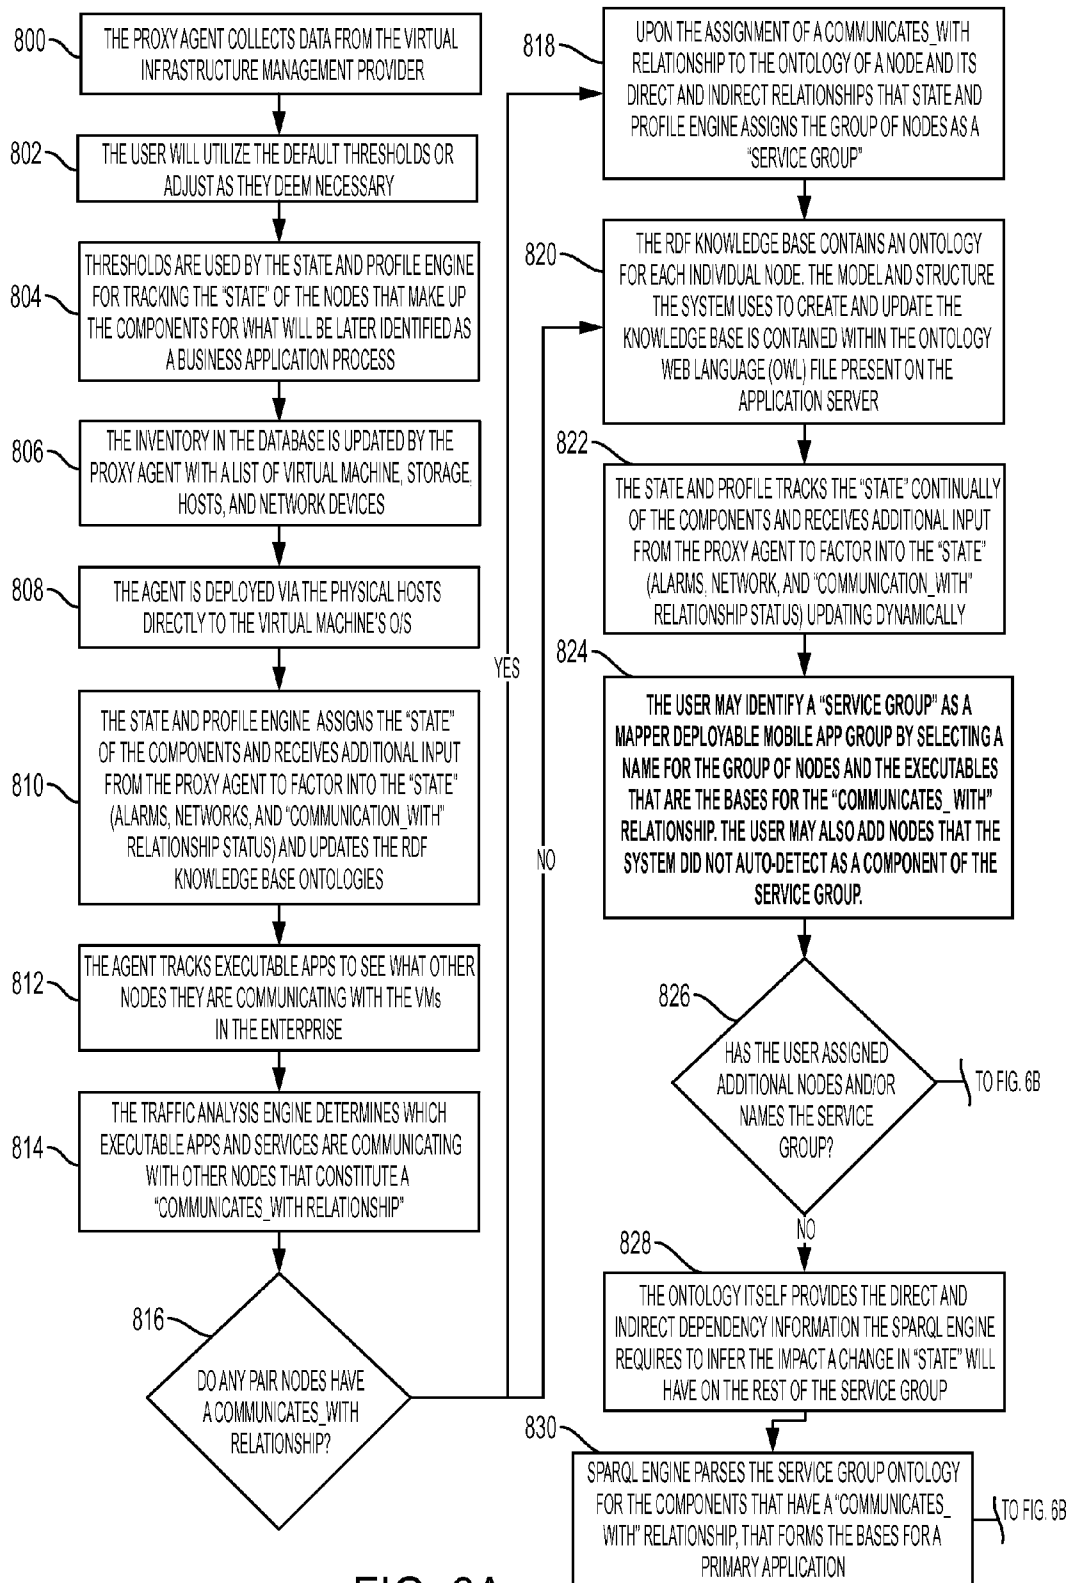 800
THE PROXY AGENT COLLECTS DATA FROM THE VIRTUAL
INFRASTRUCTURE MANAGEMENT PROVIDER
802
THE USER WILL UTILIZE THE DEFAULT THRESHOLDS OR
ADJUST AS THEY DEEM NECESSARY
804
THRESHOLDS ARE USED BY THE STATE AND PROFILE ENGINE
FOR TRACKING THE "STATE" OF THE NODES THAT MAKE UP
THE COMPONENTS FOR WHAT WILL BE LATER IDENTIFIED AS
A BUSINESS APPLICATION PROCESS
806
THE INVENTORY IN THE DATABASE IS UPDATED BY THE
PROXY AGENT WITH A LIST OF VIRTUAL MACHINE, STORAGE,
HOSTS, AND NETWORK DEVICES
808
THE AGENT IS DEPLOYED VIA THE PHYSICAL HOSTS
DIRECTLY TO THE VIRTUAL MACHINE'S O/S
810
THE STATE AND PROFILE ENGINE ASSIGNS THE "STATE"
OF THE COMPONENTS AND RECEIVES ADDITIONAL INPUT
FROM THE PROXY AGENT TO FACTOR INTO THE "STATE"
(ALARMS, NETWORKS, AND "COMMUNICATION_WITH"
RELATIONSHIP STATUS) AND UPDATES THE RDF
KNOWLEDGE BASE ONTOLOGIES
812
THE AGENT TRACKS EXECUTABLE APPS TO SEE WHAT OTHER
NODES THEY ARE COMMUNICATING WITH THE VMs
IN THE ENTERPRISE
814
THE TRAFFIC ANALYSIS ENGINE DETERMINES WHICH
EXECUTABLE APPS AND SERVICES ARE COMMUNICATING
WITH OTHER NODES THAT CONSTITUTE A
"COMMUNICATES_WITH RELATIONSHIP"
816
DO ANY PAIR NODES HAVE
A COMMUNICATES_WITH
RELATIONSHIP?
YES
NO
818
UPON THE ASSIGNMENT OF A COMMUNICATES_WITH
RELATIONSHIP TO THE ONTOLOGY OF A NODE AND ITS
DIRECT AND INDIRECT RELATIONSHIPS THAT STATE AND
PROFILE ENGINE ASSIGNS THE GROUP OF NODES AS A
"SERVICE GROUP"
820
THE RDF KNOWLEDGE BASE CONTAINS AN ONTOLOGY
FOR EACH INDIVIDUAL NODE. THE MODEL AND STRUCTURE
THE SYSTEM USES TO CREATE AND UPDATE THE
KNOWLEDGE BASE IS CONTAINED WITHIN THE ONTOLOGY
WEB LANGUAGE (OWL) FILE PRESENT ON THE
APPLICATION SERVER
822
THE STATE AND PROFILE TRACKS THE "STATE" CONTINUALLY
OF THE COMPONENTS AND RECEIVES ADDITIONAL INPUT
FROM THE PROXY AGENT TO FACTOR INTO THE "STATE"
(ALARMS, NETWORK, AND "COMMUNICATION_WITH"
RELATIONSHIP STATUS) UPDATING DYNAMICALLY
824
THE USER MAY IDENTIFY A "SERVICE GROUP" AS A
MAPPER DEPLOYABLE MOBILE APP GROUP BY SELECTING A
NAME FOR THE GROUP OF NODES AND THE EXECUTABLES
THAT ARE THE BASES FOR THE "COMMUNICATES_ WITH"
RELATIONSHIP. THE USER MAY ALSO ADD NODES THAT THE
SYSTEM DID NOT AUTO-DETECT AS A COMPONENT OF THE
SERVICE GROUP.
826
HAS THE USER ASSIGNED
ADDITIONAL NODES AND/OR
NAMES THE SERVICE
GROUP?
TO FIG. 6B
NO
828
THE ONTOLOGY ITSELF PROVIDES THE DIRECT AND
INDIRECT DEPENDENCY INFORMATION THE SPARQL ENGINE
REQUIRES TO INFER THE IMPACT A CHANGE IN "STATE" WILL
HAVE ON THE REST OF THE SERVICE GROUP
830
SPARQL ENGINE PARSES THE SERVICE GROUP ONTOLOGY
FOR THE COMPONENTS THAT HAVE A "COMMUNICATES_
WITH" RELATIONSHIP, THAT FORMS THE BASES FOR A
PRIMARY APPLICATION
TO FIG. 6B
FIG. 6A